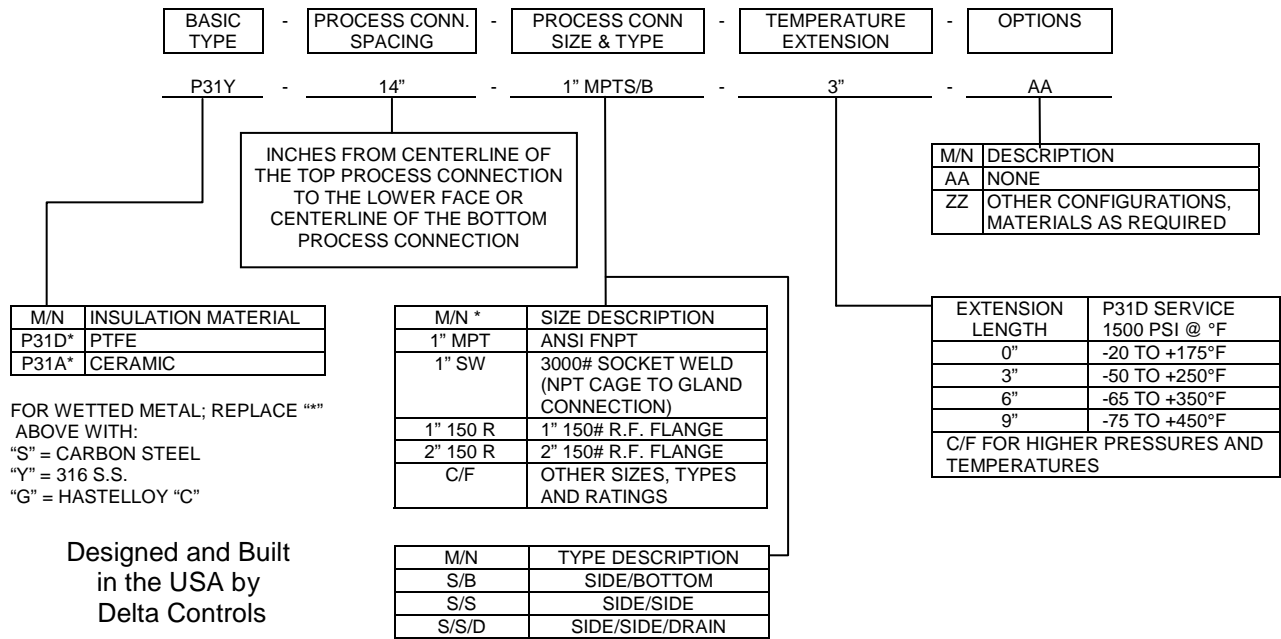 BASIC TYPE - PROCESS CONN. SPACING - PROCESS CONN SIZE & TYPE - TEMPERATURE EXTENSION - OPTIONS
P31Y - 14” - 1” MPTS/B - 3” - AA
INCHES FROM CENTERLINE OF
THE TOP PROCESS CONNECTION
TO THE LOWER FACE OR
CENTERLINE OF THE BOTTOM
PROCESS CONNECTION
M/N DESCRIPTION
AA NONE
ZZ OTHER CONFIGURATIONS,
MATERIALS AS REQUIRED
M/N INSULATION MATERIAL
P31D* PTFE
P31A* CERAMIC
FOR WETTED METAL; REPLACE “*”
ABOVE WITH:
“S” = CARBON STEEL
“Y” = 316 S.S.
“G” = HASTELLOY “C”
M/N * SIZE DESCRIPTION
1” MPT ANSI FNPT
1” SW 3000# SOCKET WELD
(NPT CAGE TO GLAND
CONNECTION)
1” 150 R 1” 150# R.F. FLANGE
2” 150 R 2” 150# R.F. FLANGE
C/F OTHER SIZES, TYPES
AND RATINGS
EXTENSION P31D SERVICE
LENGTH 1500 PSI @ °F
0” -20 TO +175°F
3” -50 TO +250°F
6” -65 TO +350°F
9” -75 TO +450°F
C/F FOR HIGHER PRESSURES AND
TEMPERATURES
Designed and Built
in the USA by
Delta Controls
M/N TYPE DESCRIPTION
S/B SIDE/BOTTOM
S/S SIDE/SIDE
S/S/D SIDE/SIDE/DRAIN